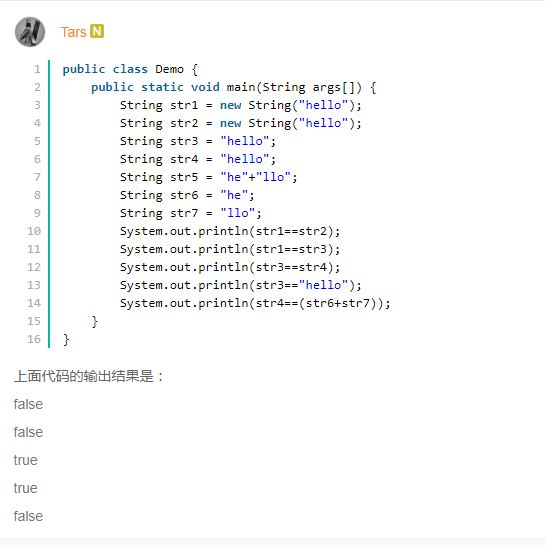 Tars N
1 public class Demo {
2     public static void main(String args[]) {
3         String str1 = new String("hello");
4         String str2 = new String("hello");
5         String str3 = "hello";
6         String str4 = "hello";
7         String str5 = "he"+"llo";
8         String str6 = "he";
9         String str7 = "llo";
10         System.out.println(str1==str2);
11         System.out.println(str1==str3);
12         System.out.println(str3==str4);
13         System.out.println(str3=="hello");
14         System.out.println(str4==(str6+str7));
15     }
16 }
上面代码的输出结果是：
false
false
true
true
false